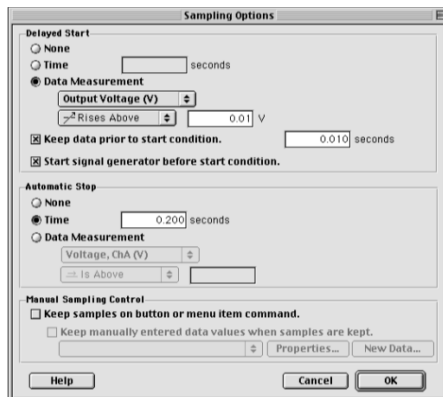 Sampling Options
Delayed Start
None
Time seconds
Data Measurement
Output Voltage (V)
Rises Above 0.01 V
Keep data prior to start condition. 0.010 seconds
Start signal generator before start condition.
Automatic Stop
None
Time 0.200 seconds
Data Measurement
Voltage, ChA (V)
Is Above
Manual Sampling Control
Keep samples on button or menu item command.
Keep manually entered data values when samples are kept.
Properties... New Data...
Help Cancel OK